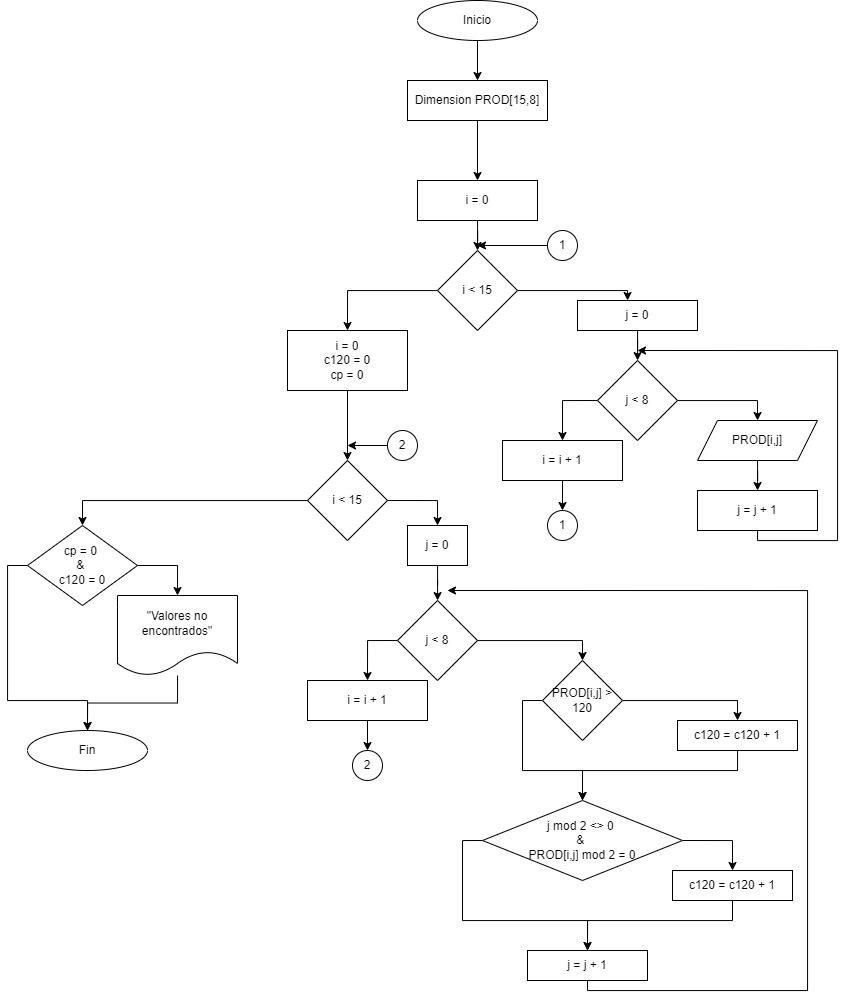 Inicio
Dimension PROD[15,8]
i = 0
1
i < 15
j = 0
i = 0
c120 = 0
cp = 0
j < 8
PROD[i,j]
i = i + 1
j = j + 1
1
2
i < 15
j = 0
cp = 0
&
c120 = 0
"Valores no
encontrados"
j < 8
i = i + 1
2
PROD[i,j] >
120
c120 = c120 + 1
Fin
j mod 2 <> 0
&
PROD[i,j] mod 2 = 0
c120 = c120 + 1
j = j + 1